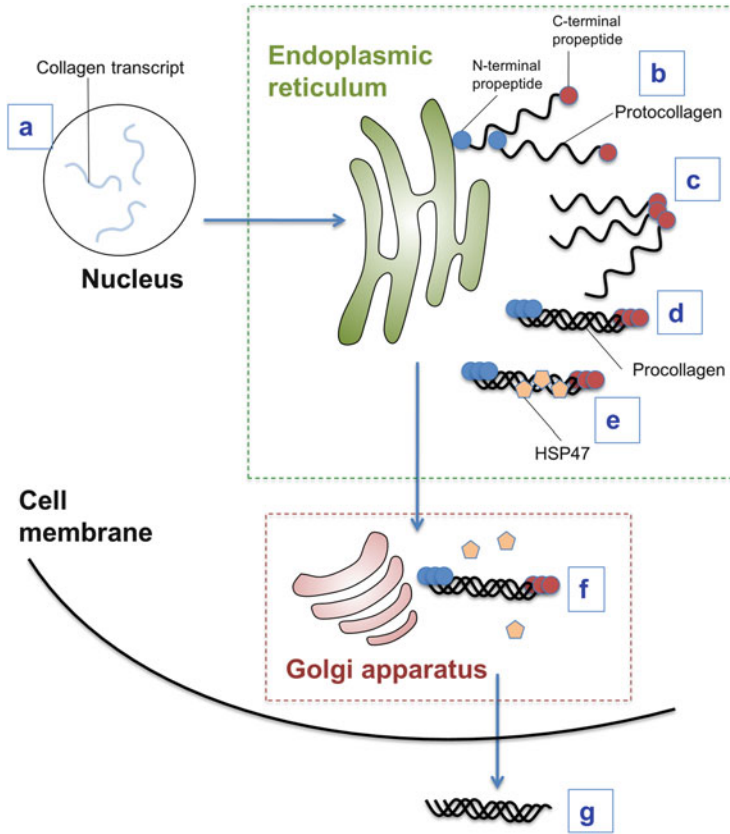 Collagen transcript
a
Nucleus
Endoplasmic
reticulum
C-terminal
propeptide
N-terminal
propeptide
b
Protocollagen
c
d
Procollagen
e
HSP47
Cell
membrane
f
Golgi apparatus
g